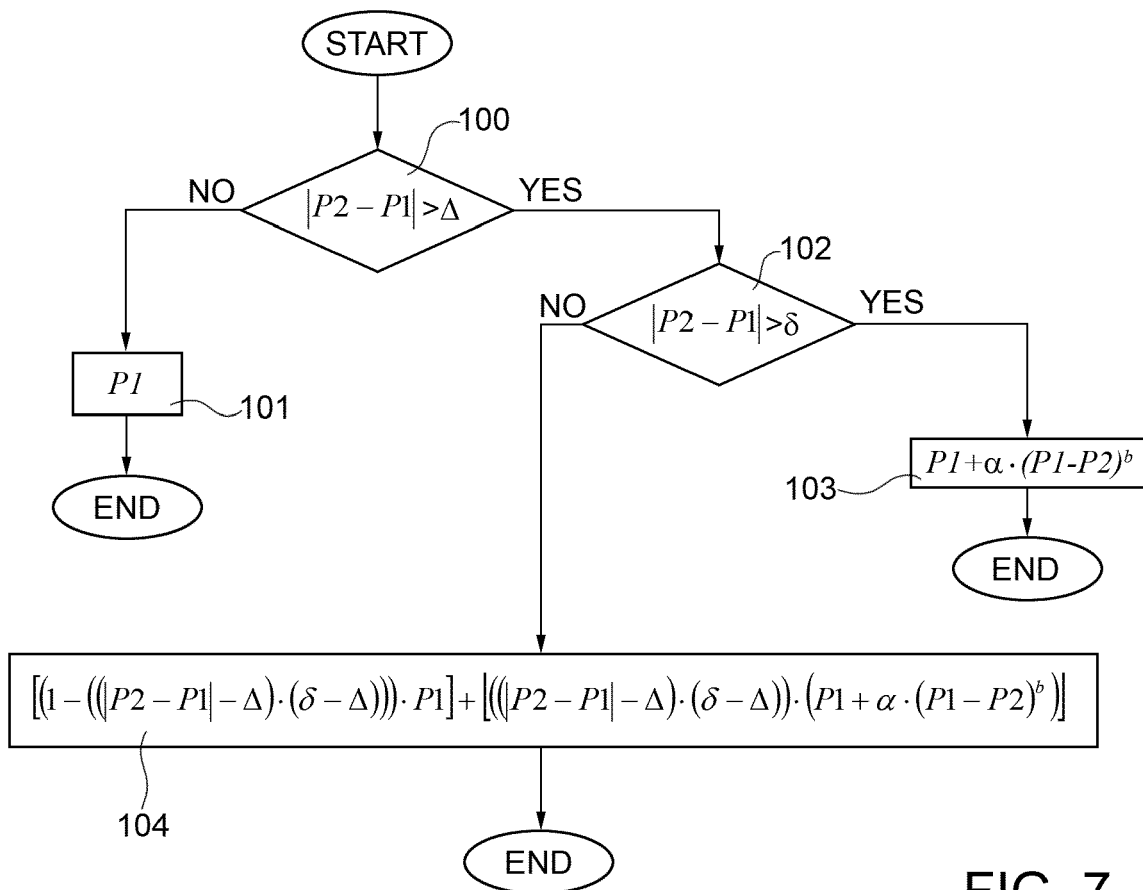 START
100
NO
YES
|P2 − P1| > Δ
102
NO
YES
|P2 − P1| > δ
P1
101
P1+α·(P1-P2)^b
103
END
END
[(1 − ((|P2 − P1| − Δ)·(δ − Δ)))·P1] + ⌊((|P2 − P1| − Δ)·(δ − Δ))·(P1 + α·(P1 − P2)^b)⌋
104
END
FIG. 7